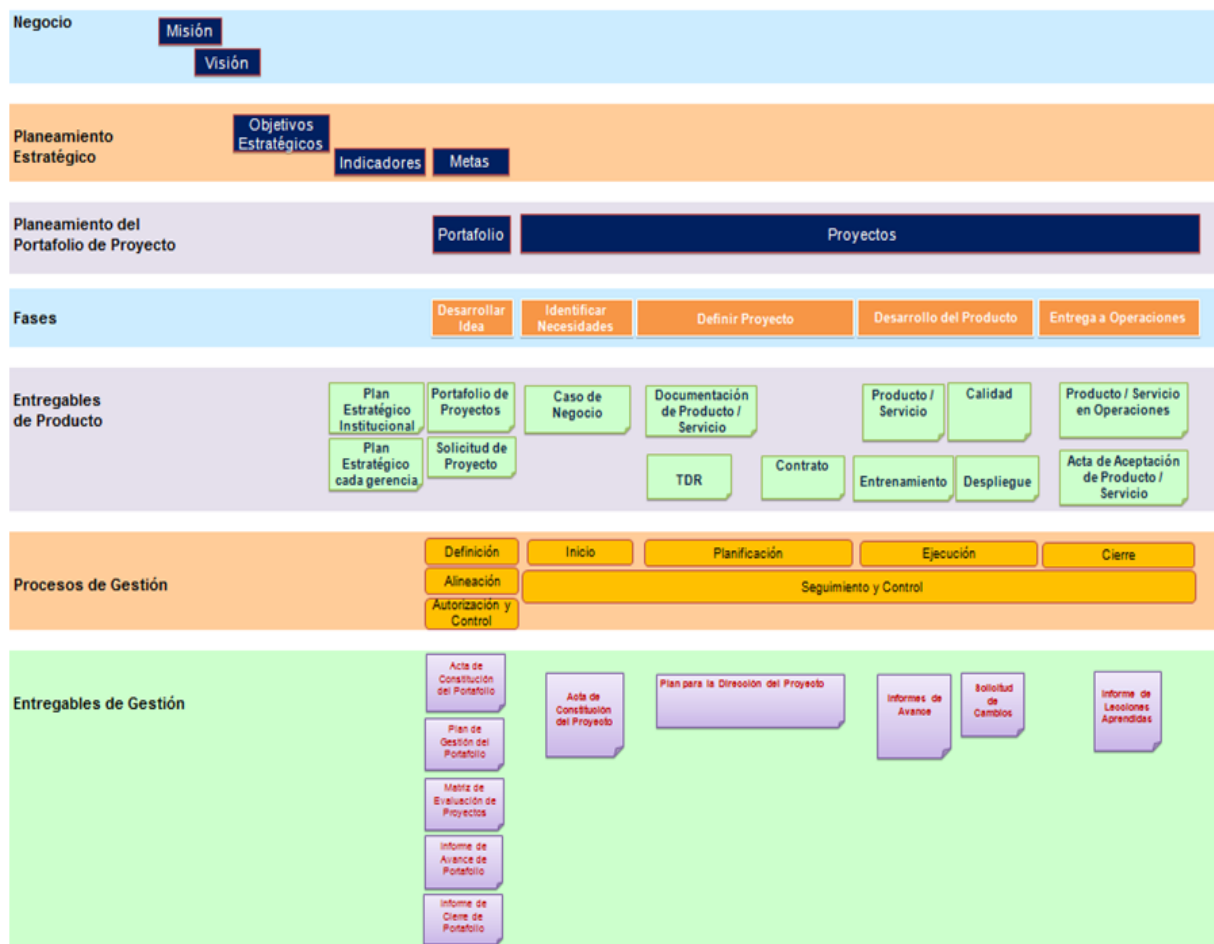 Negocio
Misión
Visión
Planeamiento
Estratégico
Objetivos
Estratégicos
Indicadores
Metas
Planeamiento del
Portafolio de Proyecto
Portafolio
Proyectos
Fases
Desarrollar
Idea
Identificar
Necesidades
Definir Proyecto
Desarrollo del Producto
Entrega a Operaciones
Entregables
de Producto
Plan
Estratégico
Institucional
Portafolio de
Proyectos
Caso de
Negocio
Documentación
de Producto /
Servicio
Producto /
Servicio
Calidad
Producto / Servicio
en Operaciones
Plan
Estratégico
cada gerencia
Solicitud de
Proyecto
TDR
Contrato
Entrenamiento
Despliegue
Acta de Aceptación
de Producto /
Servicio
Procesos de Gestión
Definición
Inicio
Planificación
Ejecución
Cierre
Alineación
Seguimiento y Control
Autorización y
Control
Entregables de Gestión
Acta de
Constitución
del Portafolio
Acta de
Constitución
del Proyecto
Plan para la Dirección del Proyecto
Informes de
Avance
Solicitud
de
Cambios
Informe de
Lecciones
Aprendidas
Plan de
Gestión del
Portafolio
Matriz de
Evaluación de
Proyectos
Informe de
Avance de
Portafolio
Informe de
Cierre de
Portafolio